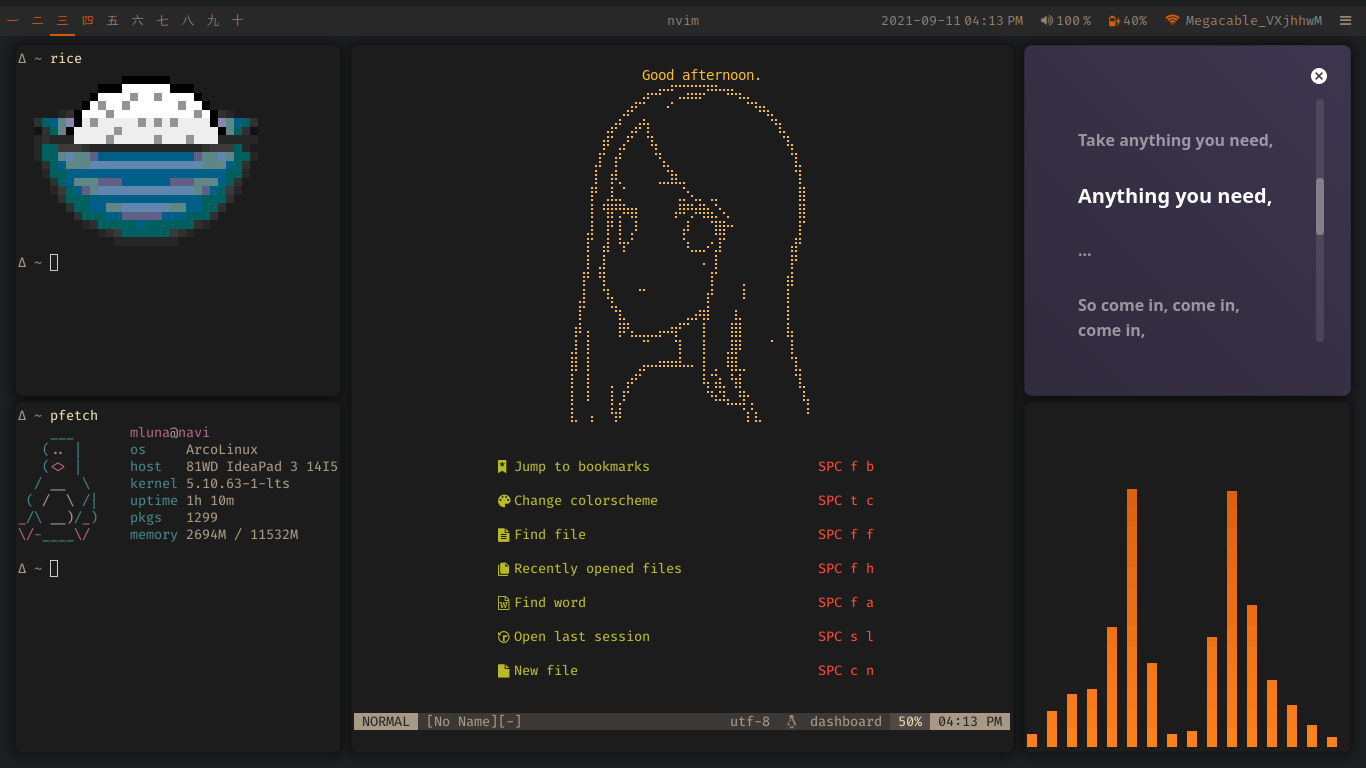 一 二 三 四 五 六 七 八 九 十
nvim
2021-09-11 04:13 PM 100% 40% Megacable_VXjhhwM
Δ ~ rice
Δ ~
Δ ~ pfetch
mluna@navi
os ArcoLinux
host 81WD IdeaPad 3 14I5
kernel 5.10.63-1-lts
uptime 1h 10m
pkgs 1299
memory 2694M / 11532M
Δ ~
Good afternoon.
Jump to bookmarks SPC f b
Change colorscheme SPC t c
Find file SPC f f
Recently opened files SPC f h
Find word SPC f a
Open last session SPC s l
New file SPC c n
NORMAL [No Name][-] utf-8 dashboard 50% 04:13 PM
Take anything you need,
Anything you need,
...
So come in, come in,
come in,